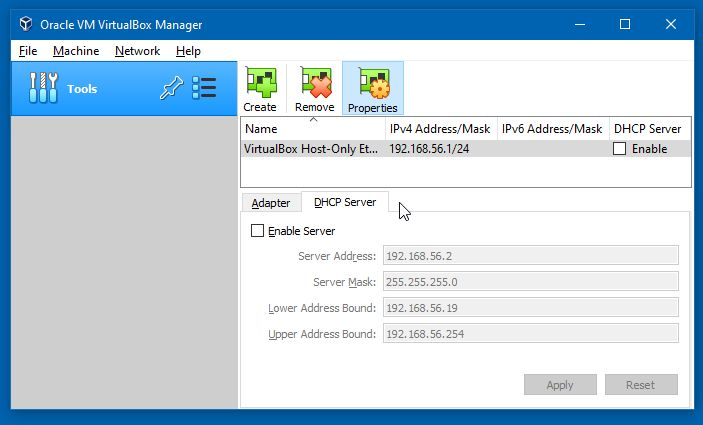 Oracle VM VirtualBox Manager
File Machine Network Help
Tools
Create Remove Properties
Name IPv4 Address/Mask IPv6 Address/Mask DHCP Server
VirtualBox Host-Only Et... 192.168.56.1/24 Enable
Adapter DHCP Server
Enable Server
Server Address: 192.168.56.2
Server Mask: 255.255.255.0
Lower Address Bound: 192.168.56.19
Upper Address Bound: 192.168.56.254
Apply Reset